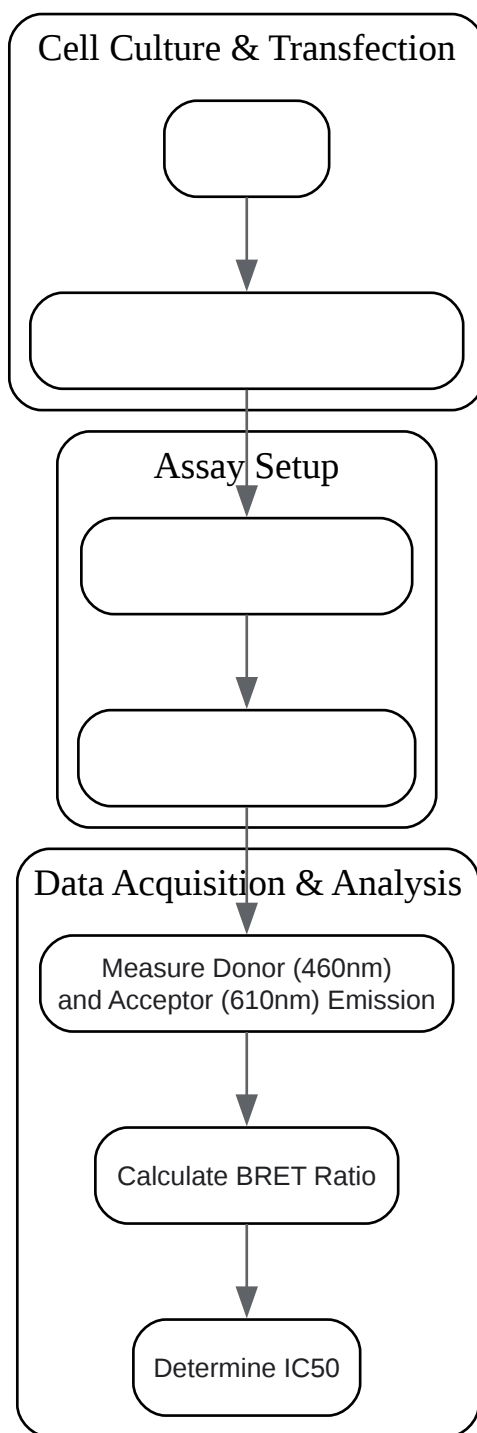 Cell Culture & Transfection
Assay Setup
Data Acquisition & Analysis
Measure Donor (460nm)
and Acceptor (610nm) Emission
Calculate BRET Ratio
Determine IC50